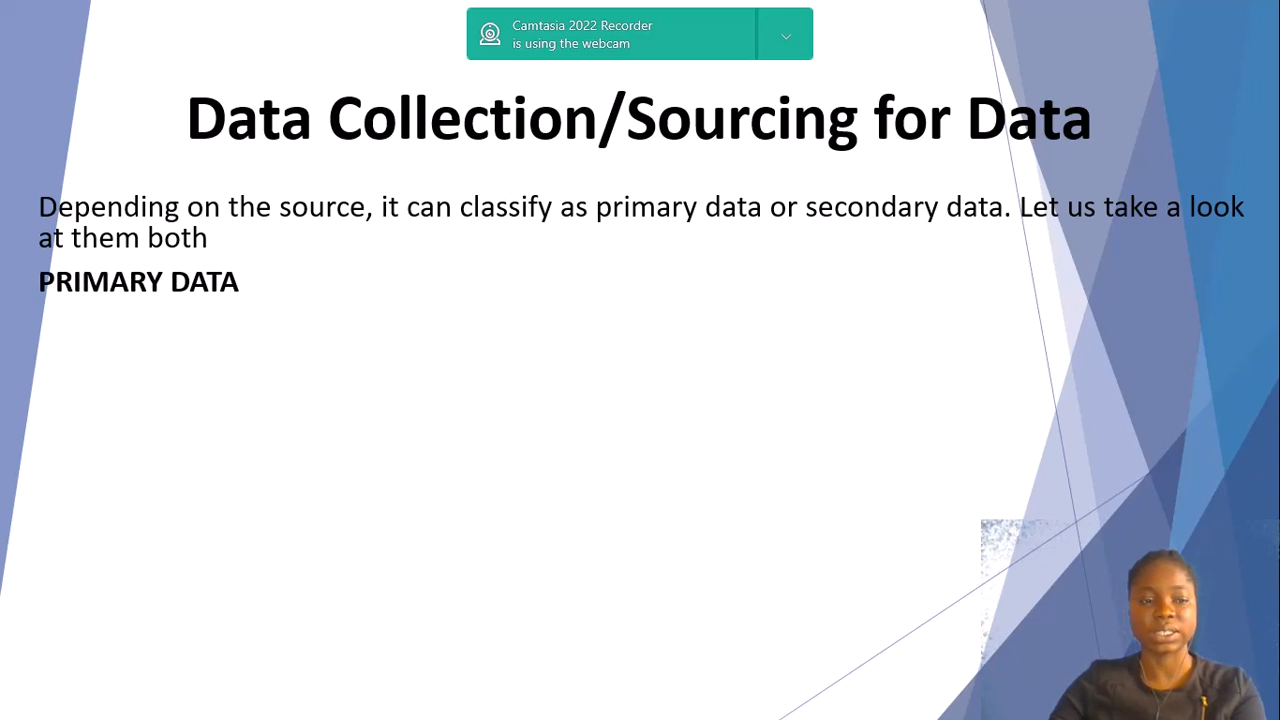 Camtasia 2022 Recorder
is using the webcam
Data Collection/Sourcing for Data
Depending on the source, it can classify as primary data or secondary data. Let us take a look
at them both
PRIMARY DATA